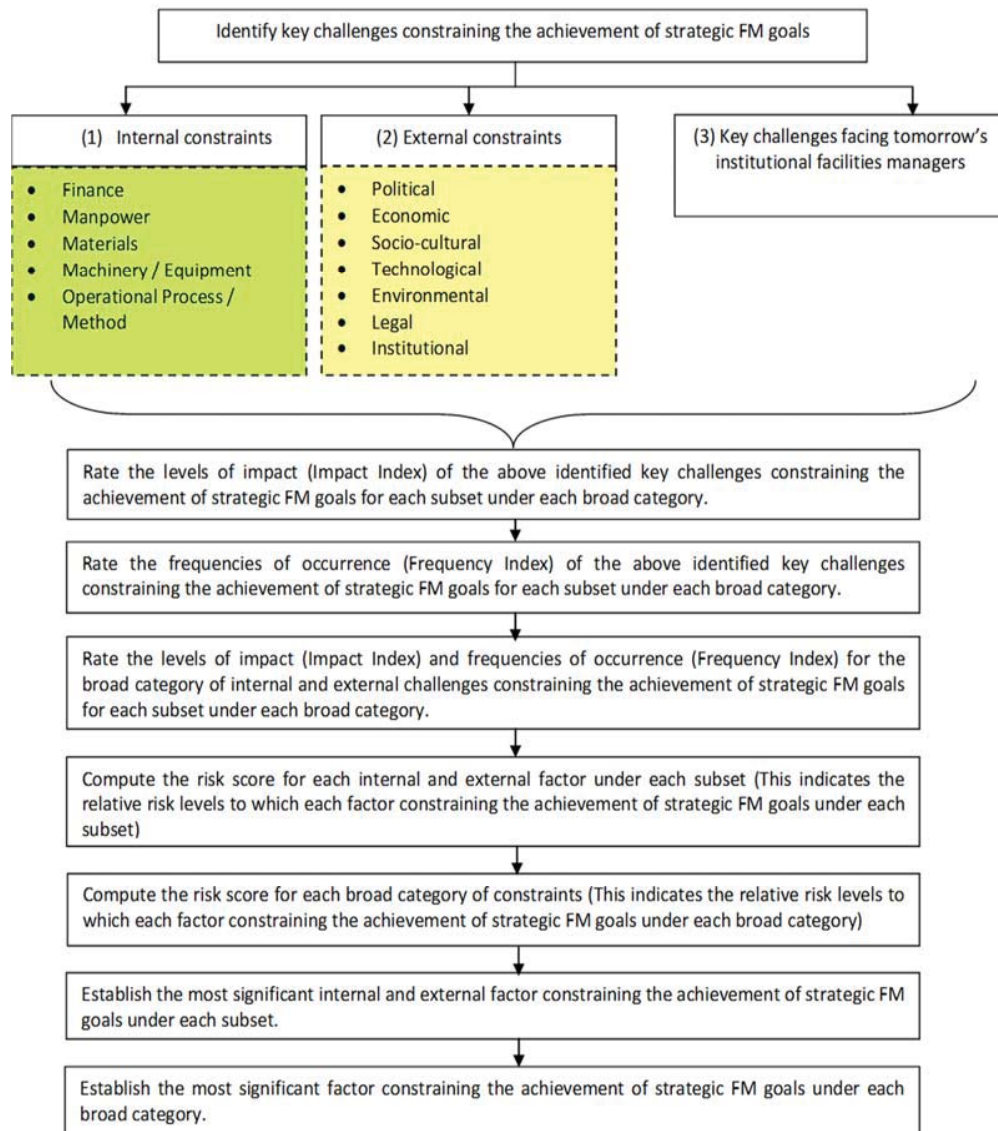 Identify key challenges constraining the achievement of strategic FM goals
(1) Internal constraints
• Finance
• Manpower
• Materials
• Machinery / Equipment
• Operational Process /
Method
(2) External constraints
• Political
• Economic
• Socio-cultural
• Technological
• Environmental
• Legal
• Institutional
(3) Key challenges facing tomorrow's
institutional facilities managers
Rate the levels of impact (Impact Index) of the above identified key challenges constraining the
achievement of strategic FM goals for each subset under each broad category.
Rate the frequencies of occurrence (Frequency Index) of the above identified key challenges
constraining the achievement of strategic FM goals for each subset under each broad category.
Rate the levels of impact (Impact Index) and frequencies of occurrence (Frequency Index) for the
broad category of internal and external challenges constraining the achievement of strategic FM goals
for each subset under each broad category.
Compute the risk score for each internal and external factor under each subset (This indicates the
relative risk levels to which each factor constraining the achievement of strategic FM goals under each
subset)
Compute the risk score for each broad category of constraints (This indicates the relative risk levels to
which each factor constraining the achievement of strategic FM goals under each broad category)
Establish the most significant internal and external factor constraining the achievement of strategic FM
goals under each subset.
Establish the most significant factor constraining the achievement of strategic FM goals under each
broad category.